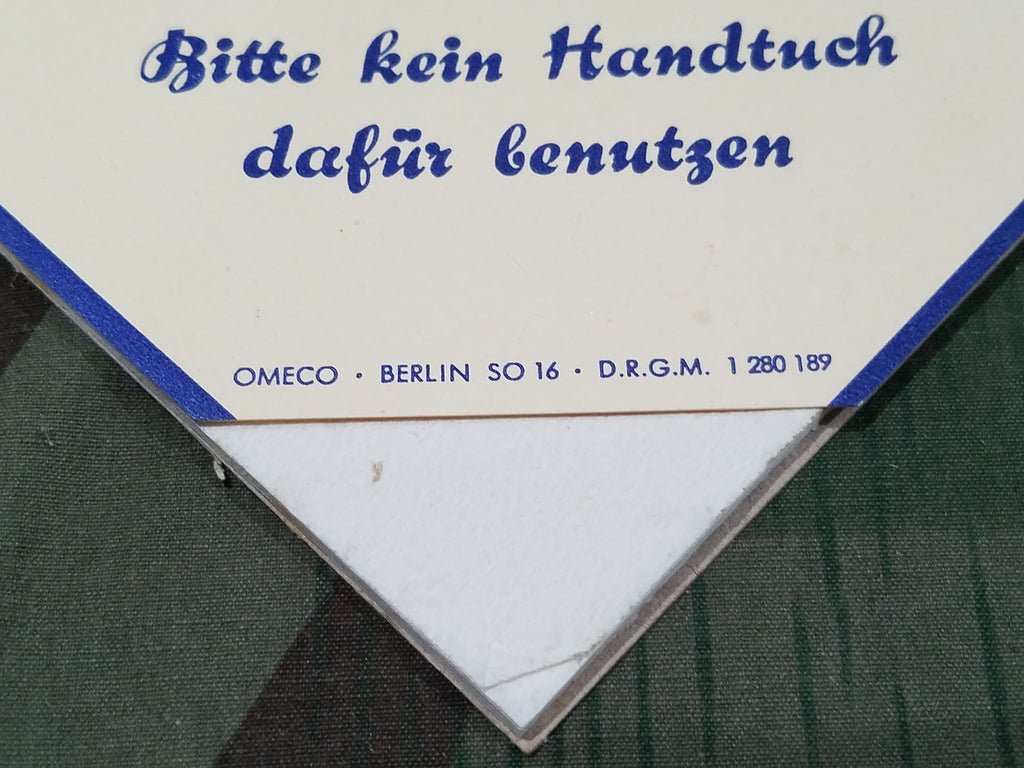 Bitte kein Handtuch
dafür benutzen
OMECO · BERLIN SO 16 · D.R.G.M. 1 280 189